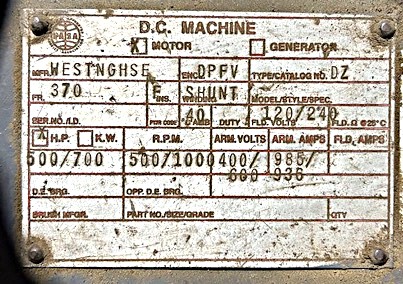 D.C. MACHINE
X MOTOR GENERATOR
MFR. WESTNGHSE ENC. DPFV TYPE/CATALOG NO. DZ
FR. 370 INS. F WINDING SHUNT MODEL/STYLE/SPEC.
SER.NO./I.D. °C AMB. 40 DUTY FLD. VOLTS 120/240 FLD. Ω @25°C
X H.P. K.W. R.P.M. ARM.VOLTS ARM. AMPS FLD. AMPS
500/700 500/1000 400/ 985/
936
D.E. BRG. OPP. D.E. BRG.
BRUSH MFGR. PART NO./SIZE/GRADE QTY